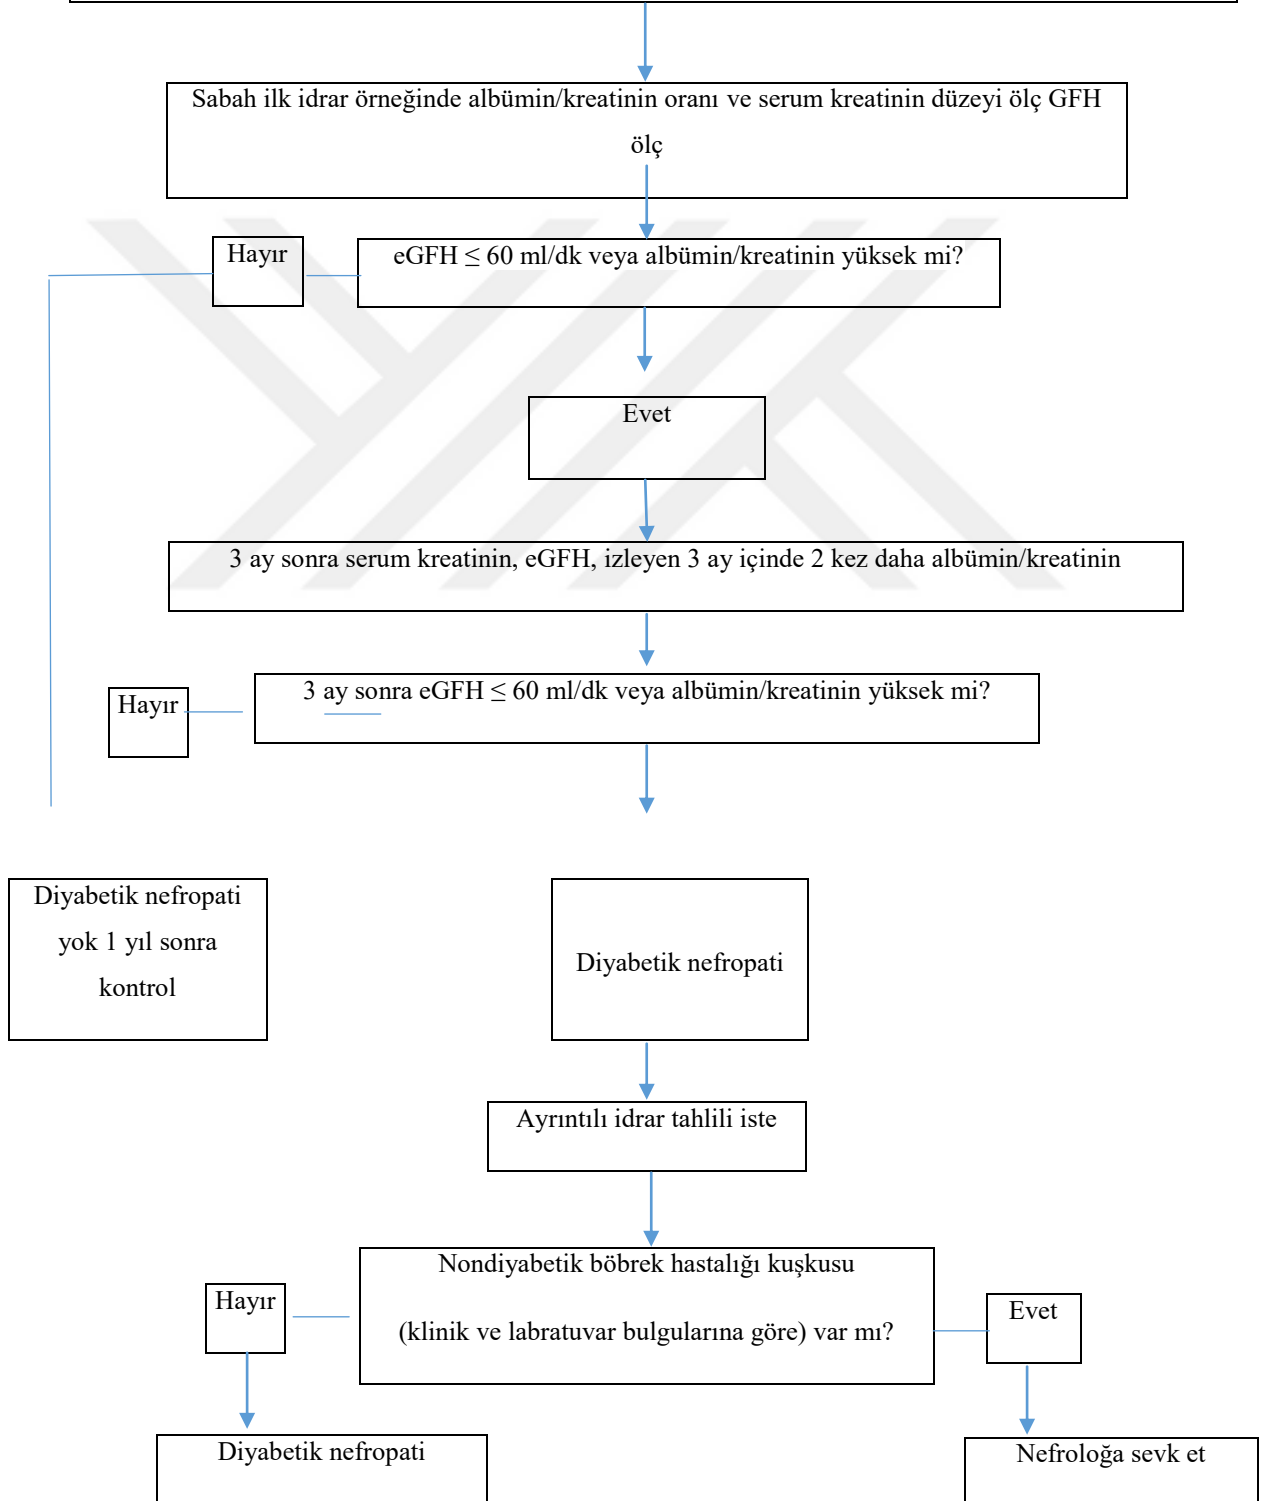 Sabah ilk idrar örneğinde albümin/kreatinin oranı ve serum kreatinin düzeyi ölç GFH
ölç
Hayır
eGFH ≤ 60 ml/dk veya albümin/kreatinin yüksek mi?
Evet
3 ay sonra serum kreatinin, eGFH, izleyen 3 ay içinde 2 kez daha albümin/kreatinin
3 ay sonra eGFH ≤ 60 ml/dk veya albümin/kreatinin yüksek mi?
Hayır
Diyabetik nefropati
yok 1 yıl sonra
kontrol
Diyabetik nefropati
Ayrıntılı idrar tahlili iste
Nondiyabetik böbrek hastalığı kuşkusu
(klinik ve labratuvar bulgularına göre) var mı?
Hayır
Evet
Diyabetik nefropati
Nefroloğa sevk et